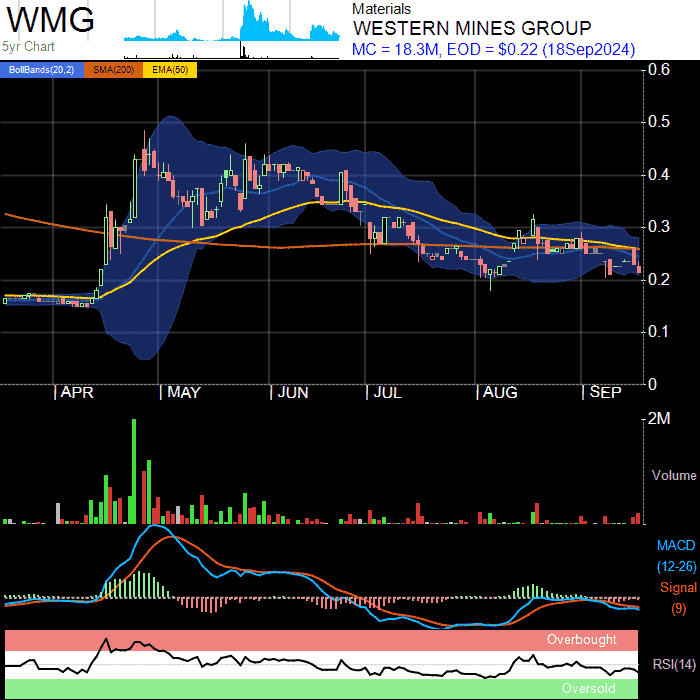 WMG
5yr Chart
Materials
WESTERN MINES GROUP
MC = 18.3M, EOD = $0.22 (18Sep2024)
BollBands(20,2) SMA(200) EMA(50)
0.6
0.5
0.4
0.3
0.2
0.1
0
| APR | MAY | JUN | JUL | AUG | SEP
2M
Volume
MACD
(12-26)
Signal
(9)
Overbought
RSI(14)
Oversold